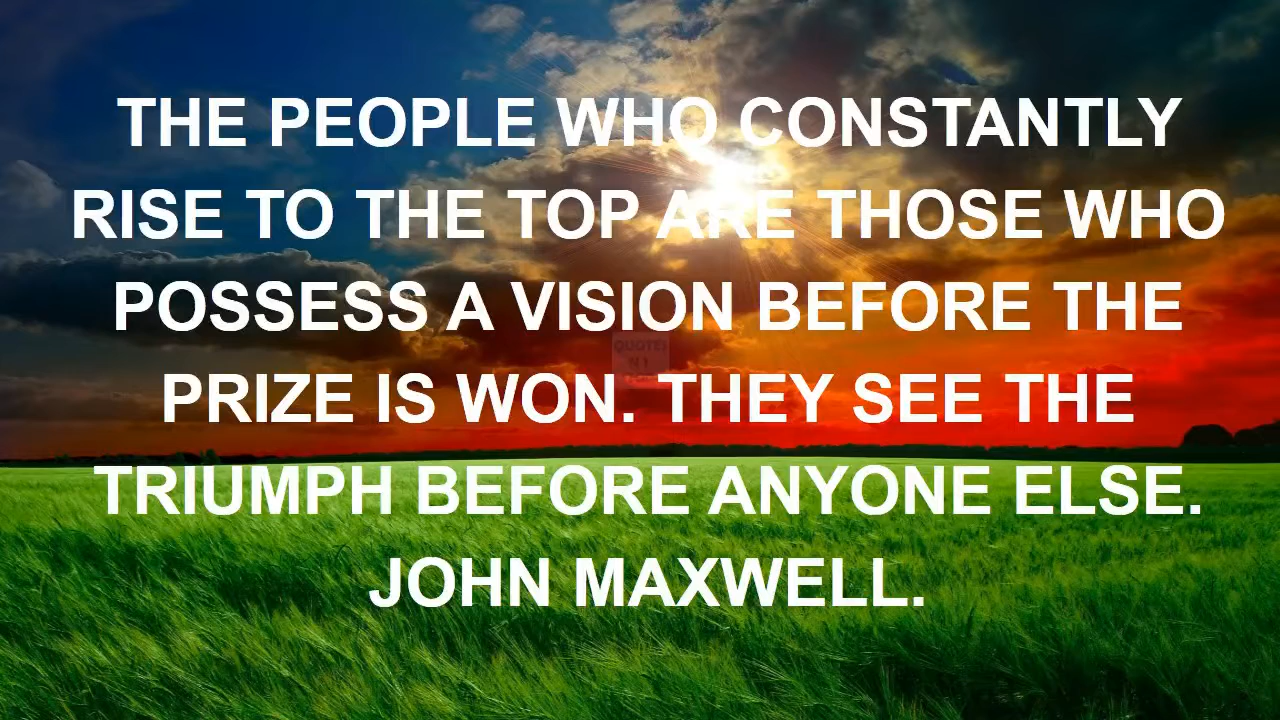 THE PEOPLE WHO CONSTANTLY
RISE TO THE TOP ARE THOSE WHO
POSSESS A VISION BEFORE THE
PRIZE IS WON. THEY SEE THE
TRIUMPH BEFORE ANYONE ELSE.
JOHN MAXWELL.